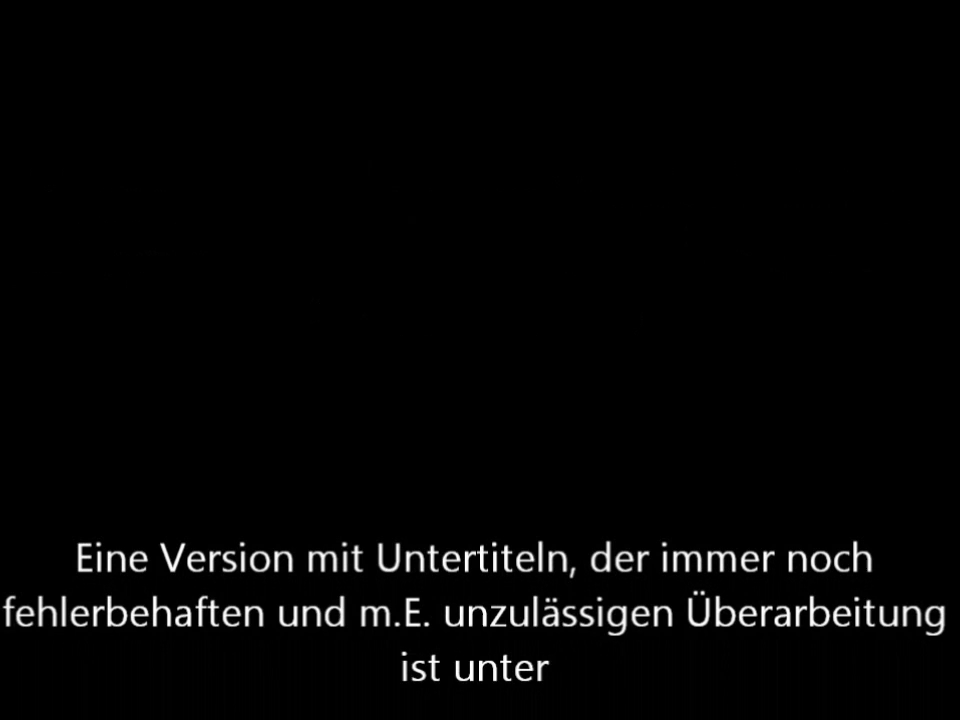 Eine Version mit Untertiteln, der immer noch
fehlerbehaften und m.E. unzulässigen Überarbeitung
ist unter